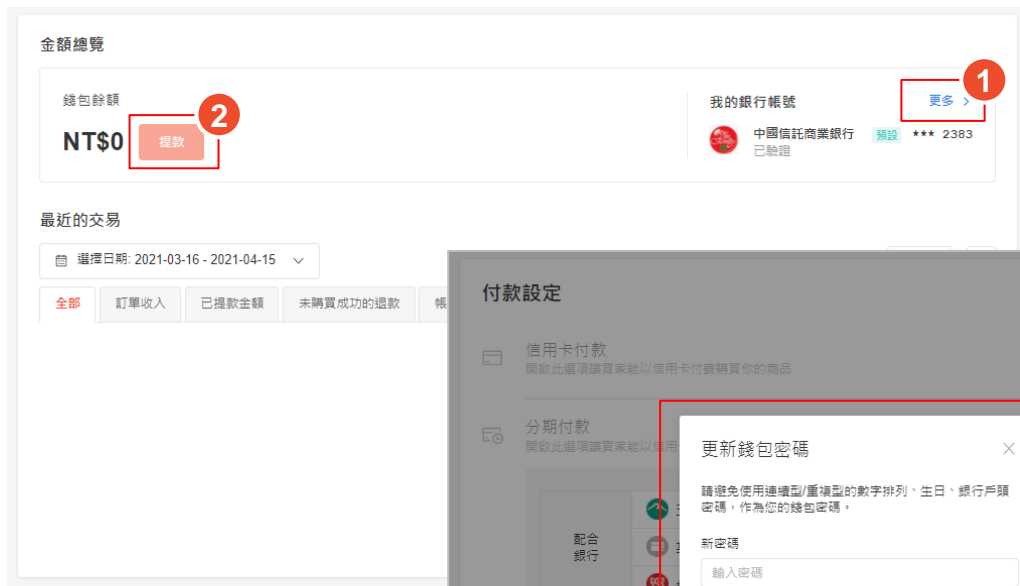 金額總覽
錢包餘額
NT$0
提款
2
我的銀行帳號
更多
1
中國信託商業銀行 預設 *** 2383
已驗證
最近的交易
選擇日期: 2021-03-16 - 2021-04-15
全部 訂單收入 已提款金額 未購買成功的退款 帳
付款設定
信用卡付款
開啟此選項讓買家能以信用卡付費購買你的商品
分期付款
開啟此選項讓買家能以信用
配合
銀行
更新錢包密碼
請避免使用連續型/重複型的數字排列、生日、銀行戶頭
密碼,作為您的錢包密碼。
新密碼
輸入密碼